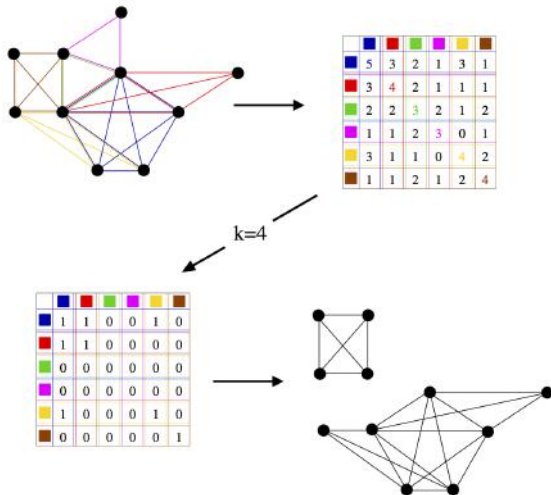 5 3 2 1 3 1
3 4 2 1 1 1
2 2 3 2 1 2
1 1 2 3 0 1
3 1 1 0 4 2
1 1 2 1 2 4
k=4
1 1 0 0 1 0
1 1 0 0 0 0
0 0 0 0 0 0
0 0 0 0 0 0
1 0 0 0 1 0
0 0 0 0 0 1